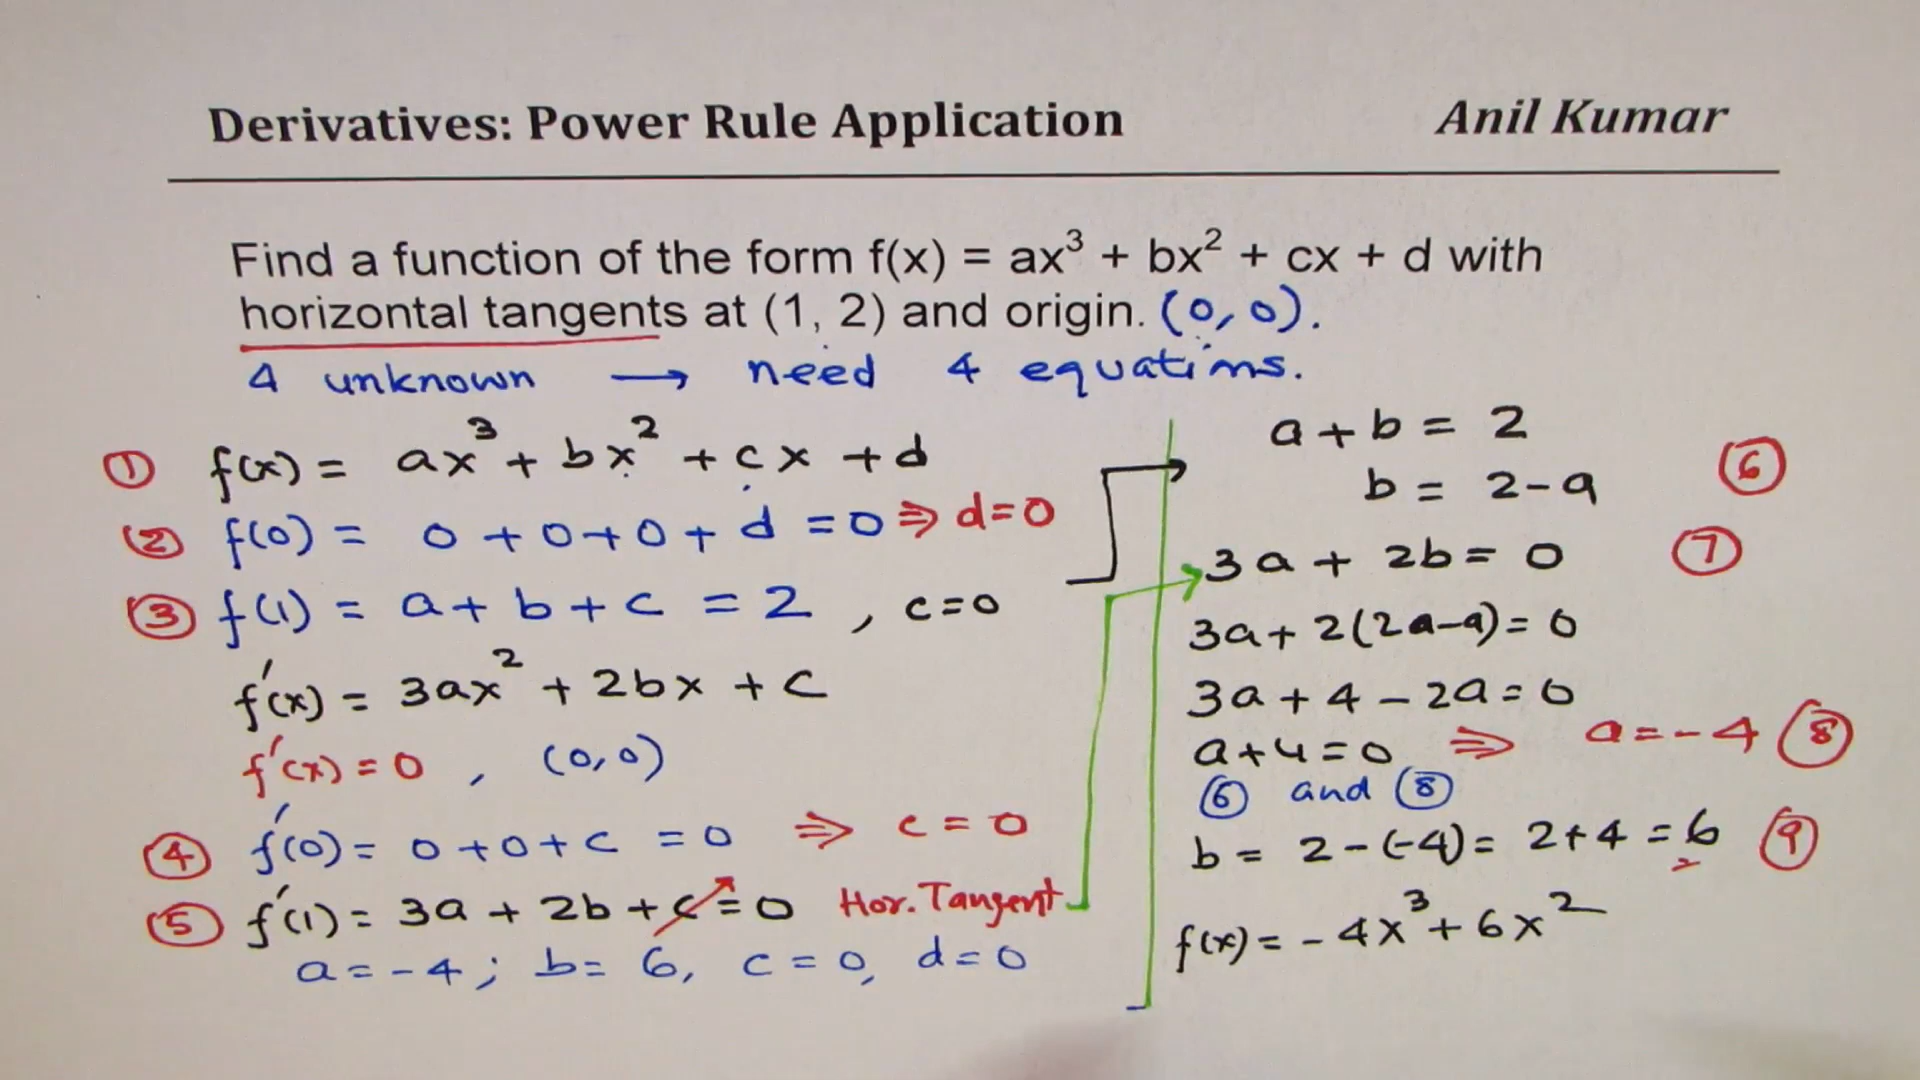 Derivatives: Power Rule Application Anil Kumar
Find a function of the form f(x) = ax³ + bx² + cx + d with
horizontal tangents at (1, 2) and origin. (0, 0).
4 unknown → need 4 equations.
① f(x) = ax³ + bx² + cx + d
② f(0) = 0 + 0 + 0 + d = 0 ⇒ d = 0
③ f(1) = a + b + c = 2 , c = 0
f'(x) = 3ax² + 2bx + c
f'(x) = 0 , (0, 0)
④ f'(0) = 0 + 0 + c = 0 ⇒ c = 0
⑤ f'(1) = 3a + 2b + c = 0 Hor. Tangent
a = -4 ; b = 6, c = 0, d = 0
a + b = 2
b = 2 - a ⑥
3a + 2b = 0 ⑦
3a + 2(2a-a) = 0
3a + 4 - 2a = 0
a + 4 = 0 ⇒ a = -4 ⑧
⑥ and ⑧
b = 2 - (-4) = 2 + 4 = 6 ⑨
f(x) = -4x³ + 6x²